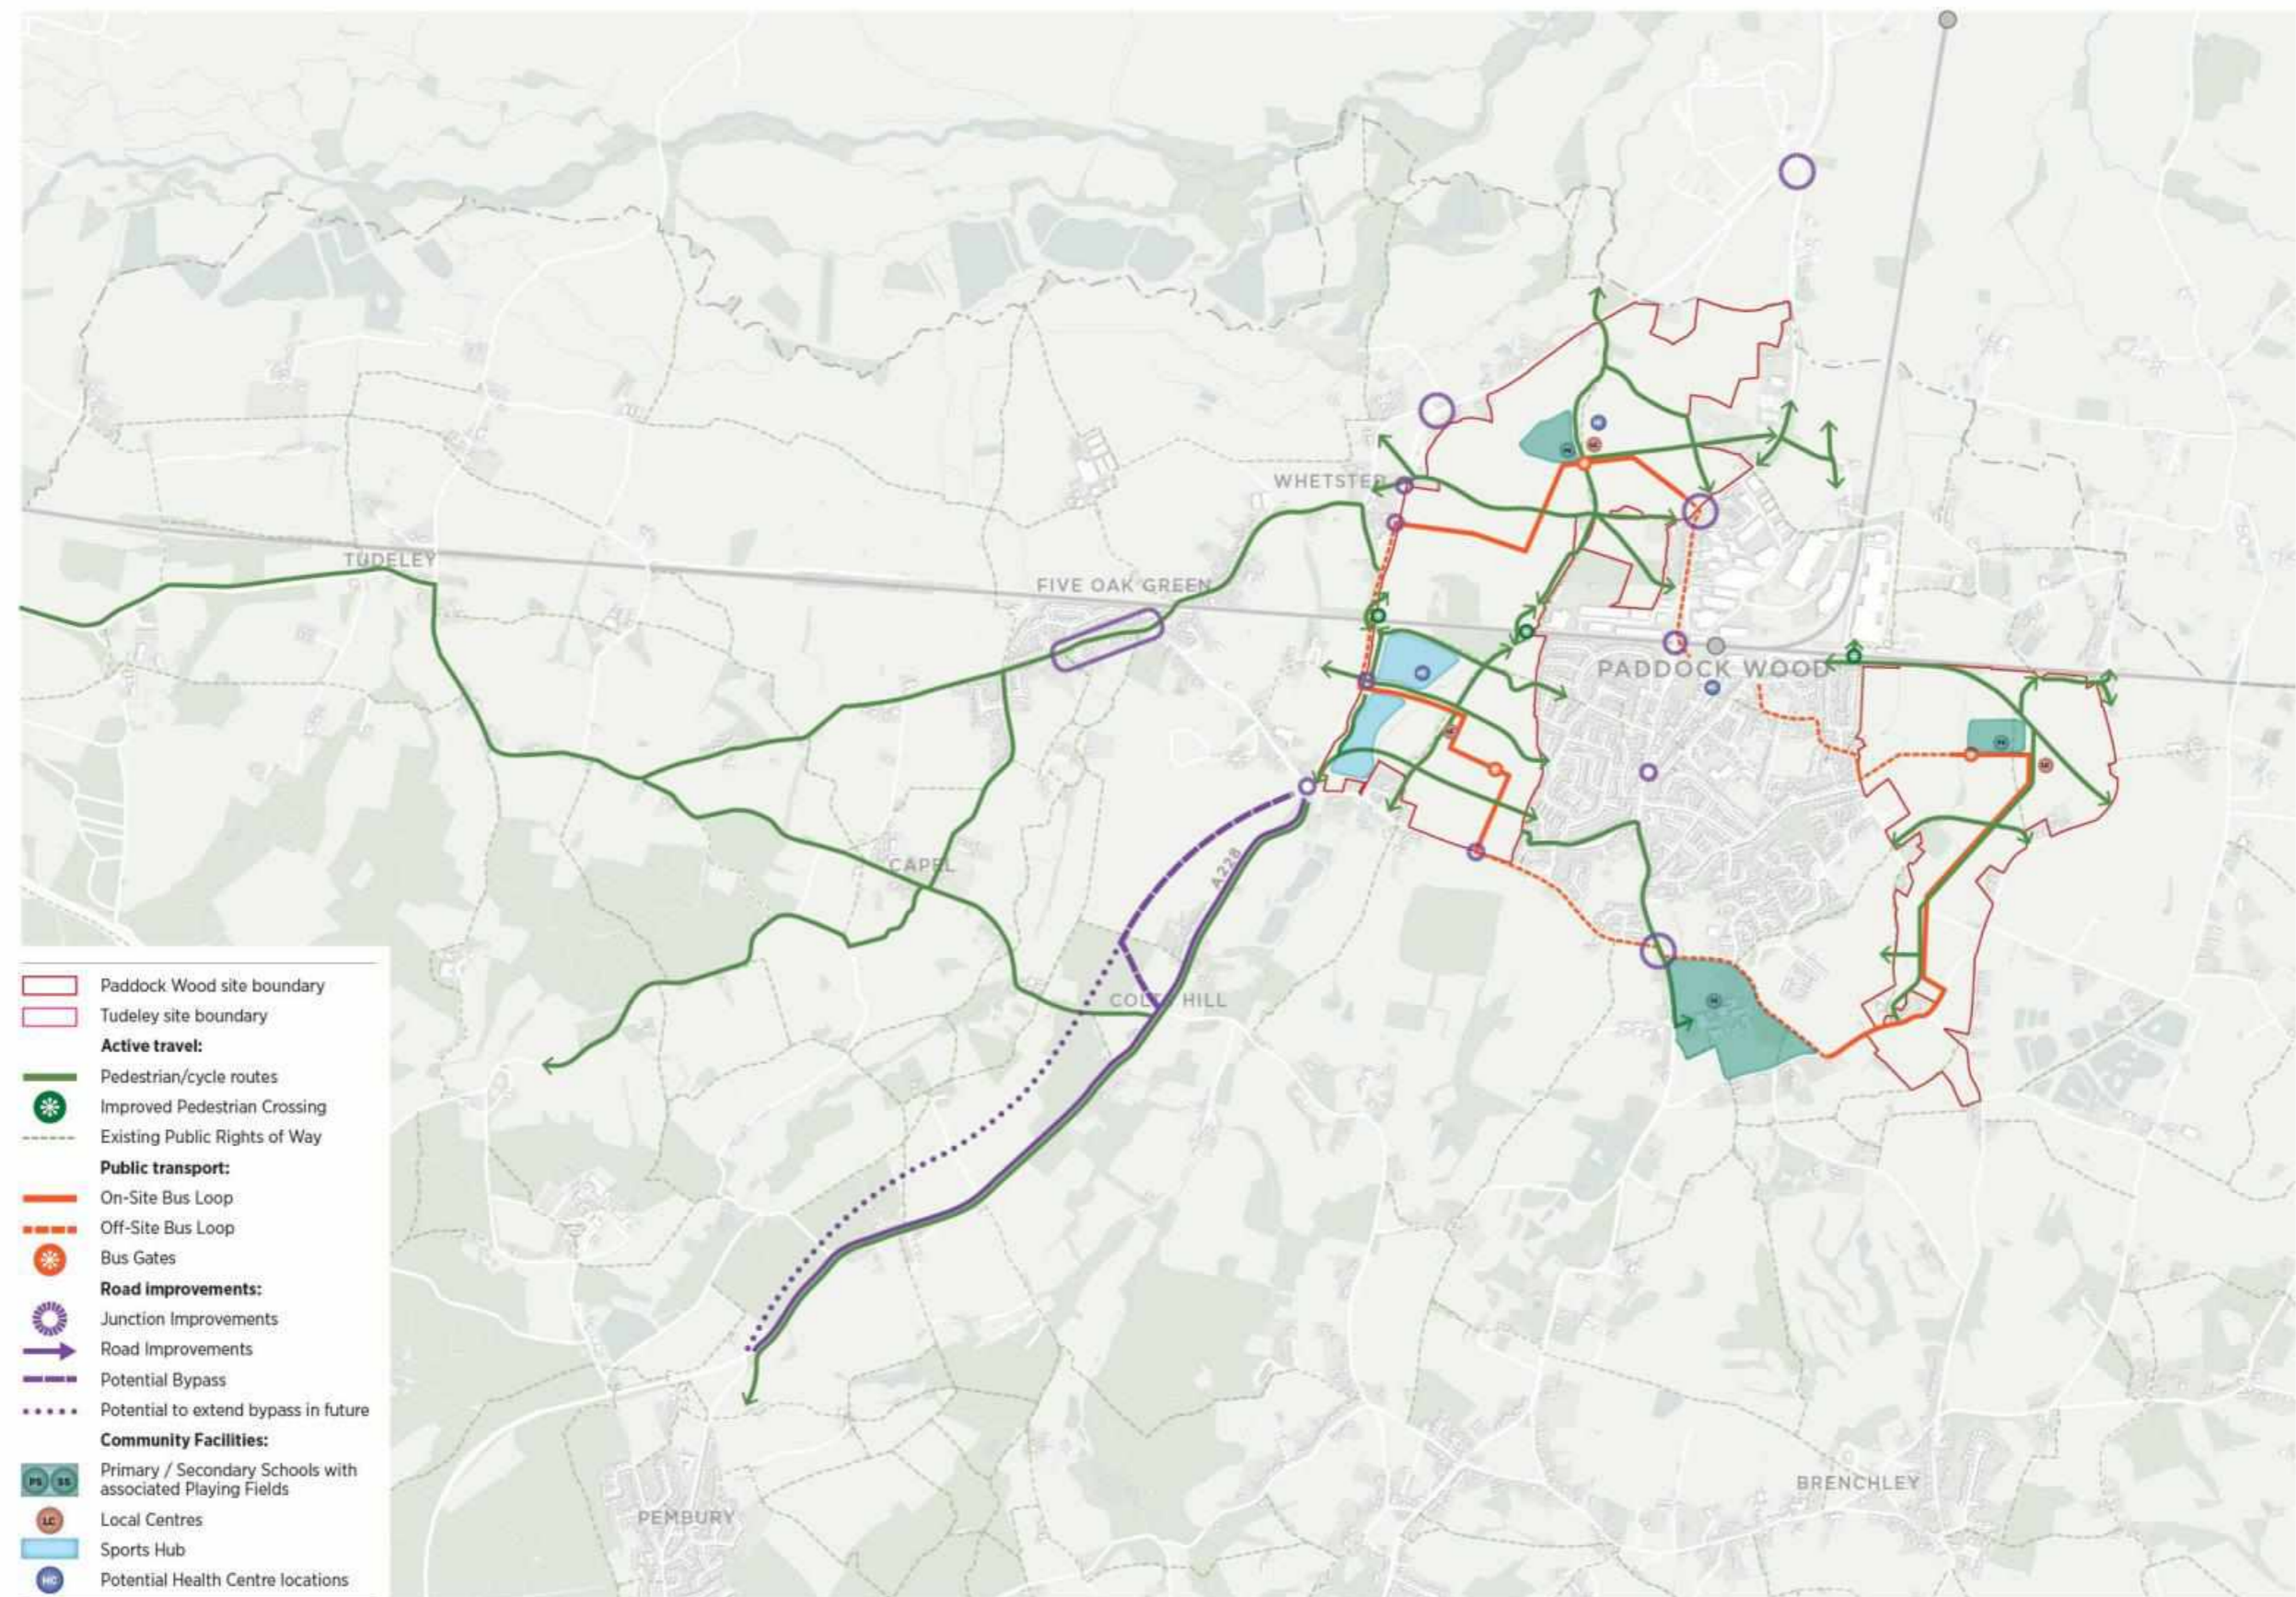 WHETSTED
TUDELEY
FIVE OAK GREEN
PADDOCK WOOD
CAPEL
A228
COLTS HILL
PEMBURY
BRENCHLEY
Paddock Wood site boundary
Tudeley site boundary
Active travel:
Pedestrian/cycle routes
Improved Pedestrian Crossing
Existing Public Rights of Way
Public transport:
On-Site Bus Loop
Off-Site Bus Loop
Bus Gates
Road improvements:
Junction Improvements
Road Improvements
Potential Bypass
Potential to extend bypass in future
Community Facilities:
PS SS
Primary / Secondary Schools with
associated Playing Fields
LC
Local Centres
Sports Hub
HC
Potential Health Centre locations